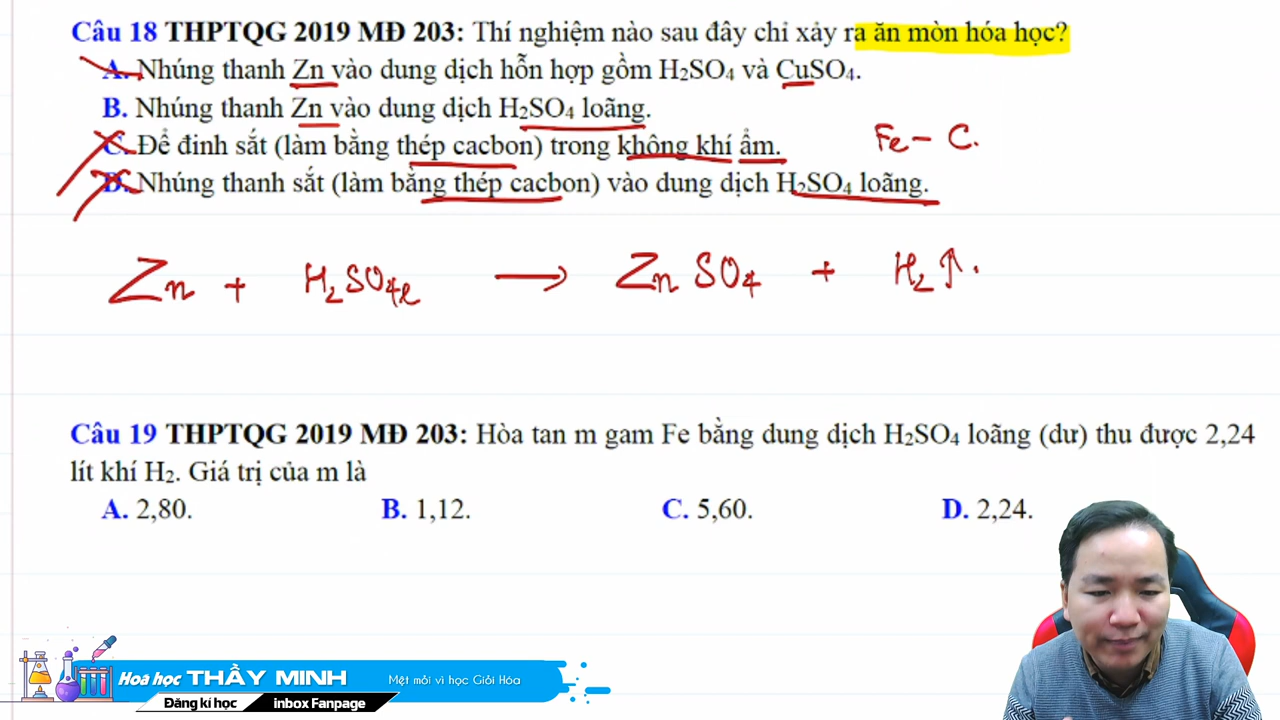 Câu 18 THPTQG 2019 MĐ 203: Thí nghiệm nào sau đây chỉ xảy ra ăn mòn hóa học?
A. Nhúng thanh Zn vào dung dịch hỗn hợp gồm H₂SO₄ và CuSO₄.
B. Nhúng thanh Zn vào dung dịch H₂SO₄ loãng.
C. Để đinh sắt (làm bằng thép cacbon) trong không khí ẩm.
Fe – C.
D. Nhúng thanh sắt (làm bằng thép cacbon) vào dung dịch H₂SO₄ loãng.
Zn + H₂SO₄ₗ → ZnSO₄ + H₂↑.
Câu 19 THPTQG 2019 MĐ 203: Hòa tan m gam Fe bằng dung dịch H₂SO₄ loãng (dư) thu được 2,24
lít khí H₂. Giá trị của m là
A. 2,80. B. 1,12. C. 5,60. D. 2,24.
Hoá học THẦY MINH Mệt mỏi vì học Giỏi Hóa
Đăng kí học inbox Fanpage